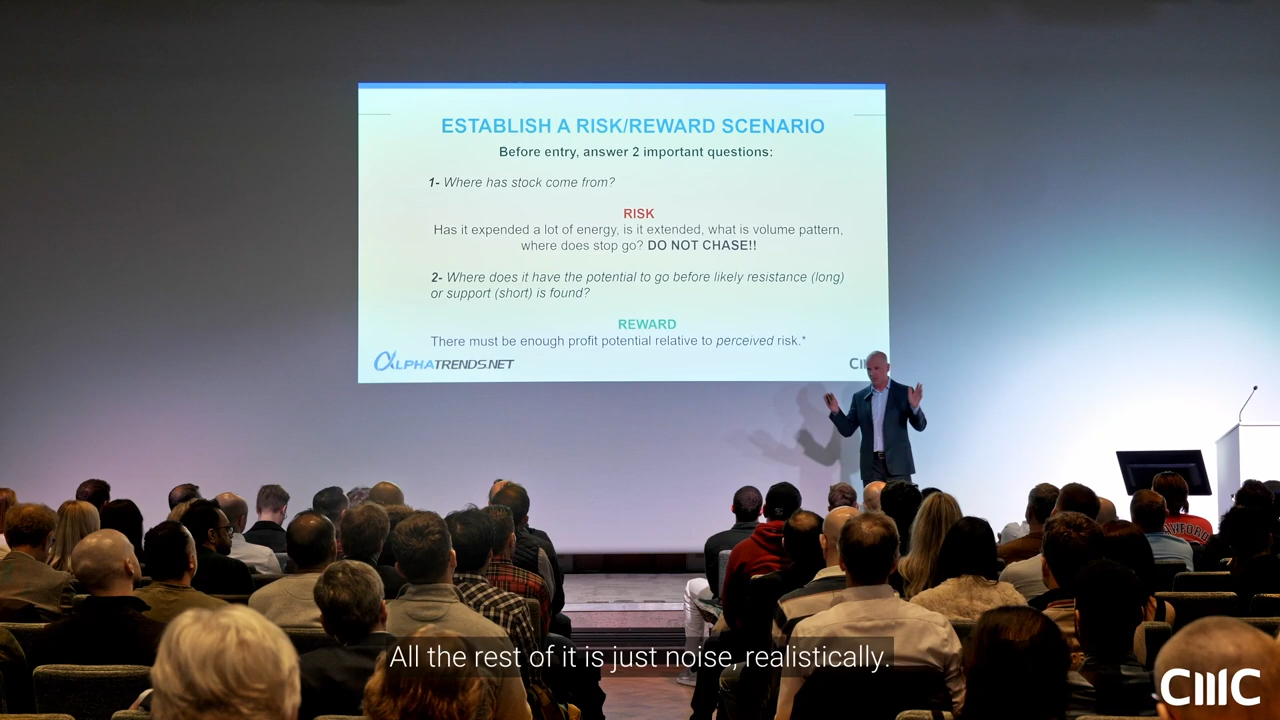 ESTABLISH A RISK/REWARD SCENARIO
Before entry, answer 2 important questions:
1- Where has stock come from?
RISK
Has it expended a lot of energy, is it extended, what is volume pattern,
where does stop go? DO NOT CHASE!!
2- Where does it have the potential to go before likely resistance (long)
or support (short) is found?
REWARD
There must be enough profit potential relative to perceived risk.*
ALPHATRENDS.NET
All the rest of it is just noise, realistically.
CMC